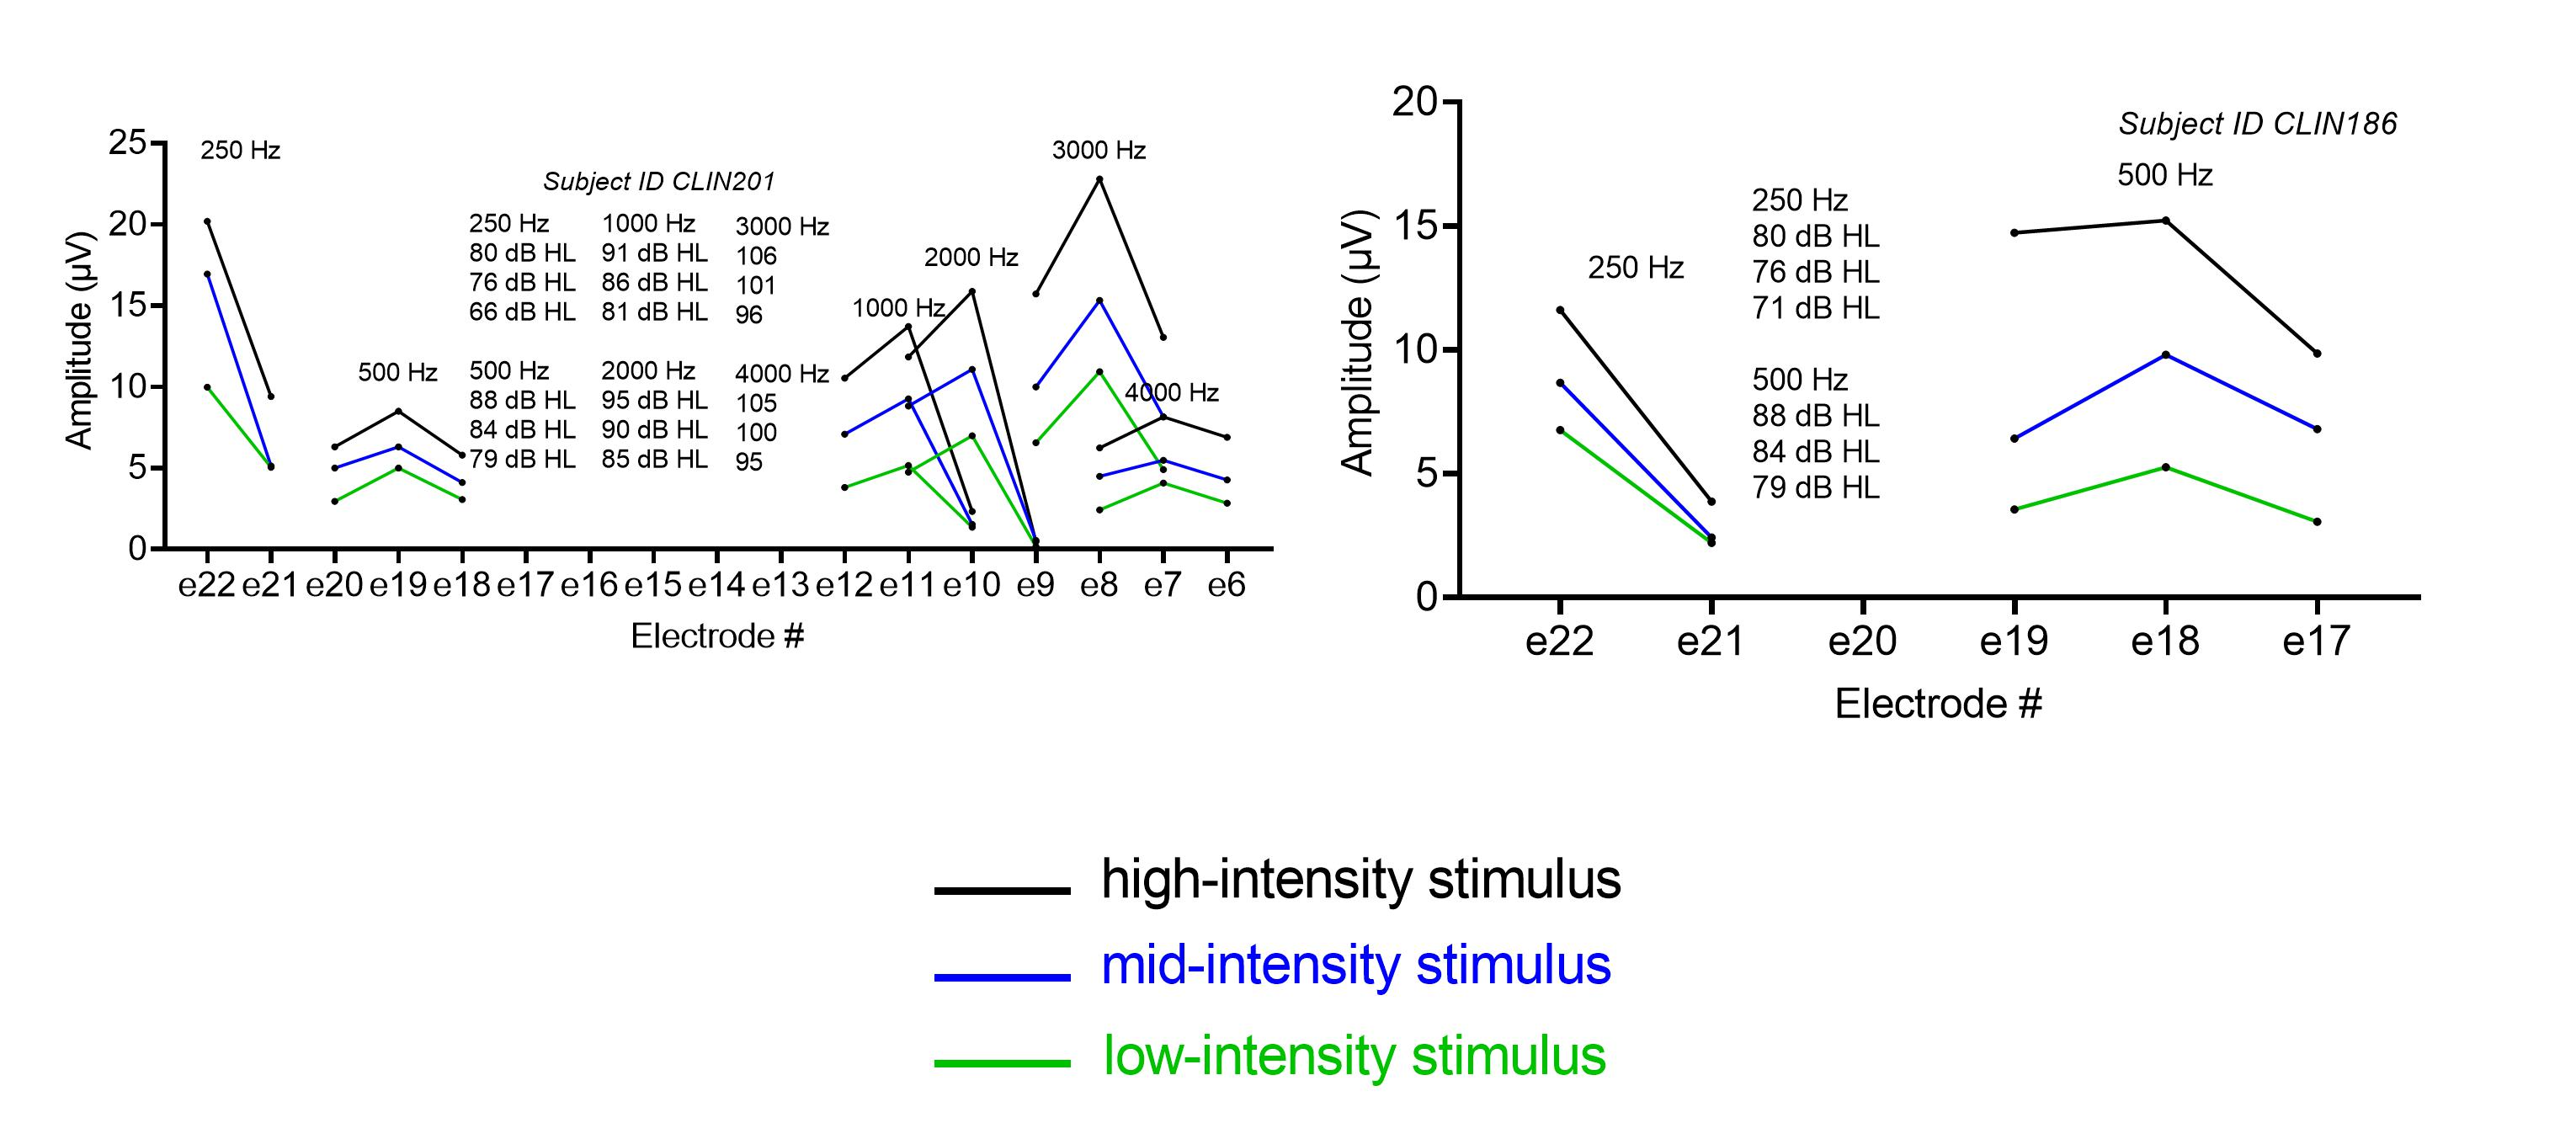 25
20
15
10
5
0
Amplitude (µV)
250 Hz
Subject ID CLIN201
250 Hz
80 dB HL
76 dB HL
66 dB HL
1000 Hz
91 dB HL
86 dB HL
81 dB HL
3000 Hz
106
101
96
500 Hz
500 Hz
88 dB HL
84 dB HL
79 dB HL
2000 Hz
95 dB HL
90 dB HL
85 dB HL
4000 Hz
105
100
95
1000 Hz
2000 Hz
3000 Hz
4000 Hz
e22 e21 e20 e19 e18 e17 e16 e15 e14 e13 e12 e11 e10 e9 e8 e7 e6
Electrode #
20
15
10
5
0
Amplitude (µV)
Subject ID CLIN186
250 Hz
250 Hz
80 dB HL
76 dB HL
71 dB HL
500 Hz
88 dB HL
84 dB HL
79 dB HL
500 Hz
e22 e21 e20 e19 e18 e17
Electrode #
high-intensity stimulus
mid-intensity stimulus
low-intensity stimulus